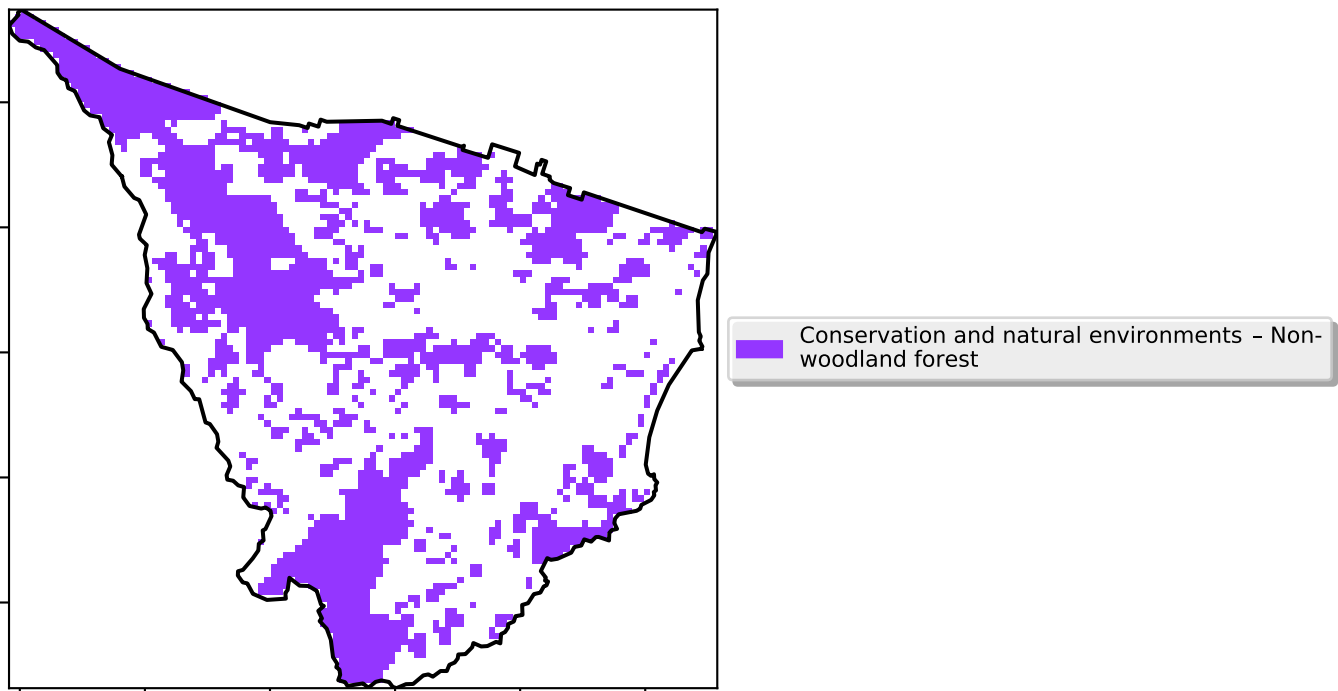 Conservation and natural environments – Non-
woodland forest